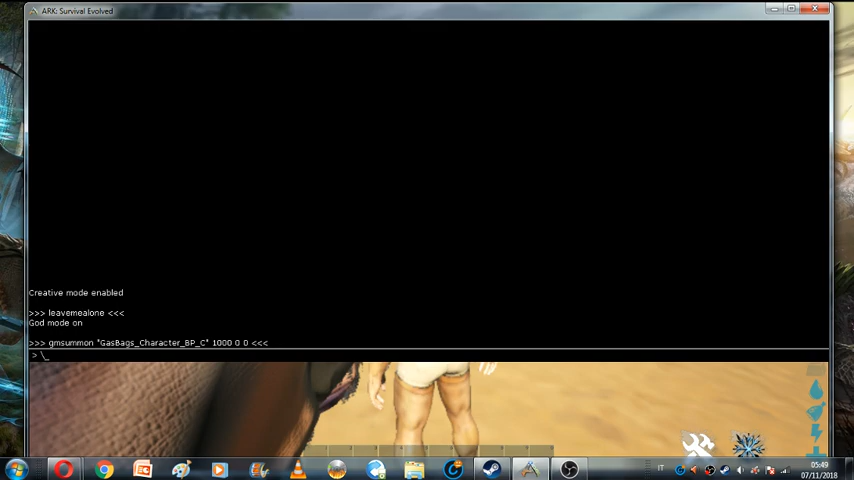 ARK: Survival Evolved
Creative mode enabled
>>> leavemealone <<<
God mode on
>>> gmsummon "GasBags_Character_BP_C" 1000 0 0 <<<
> \_
IT
05:49
07/11/2018